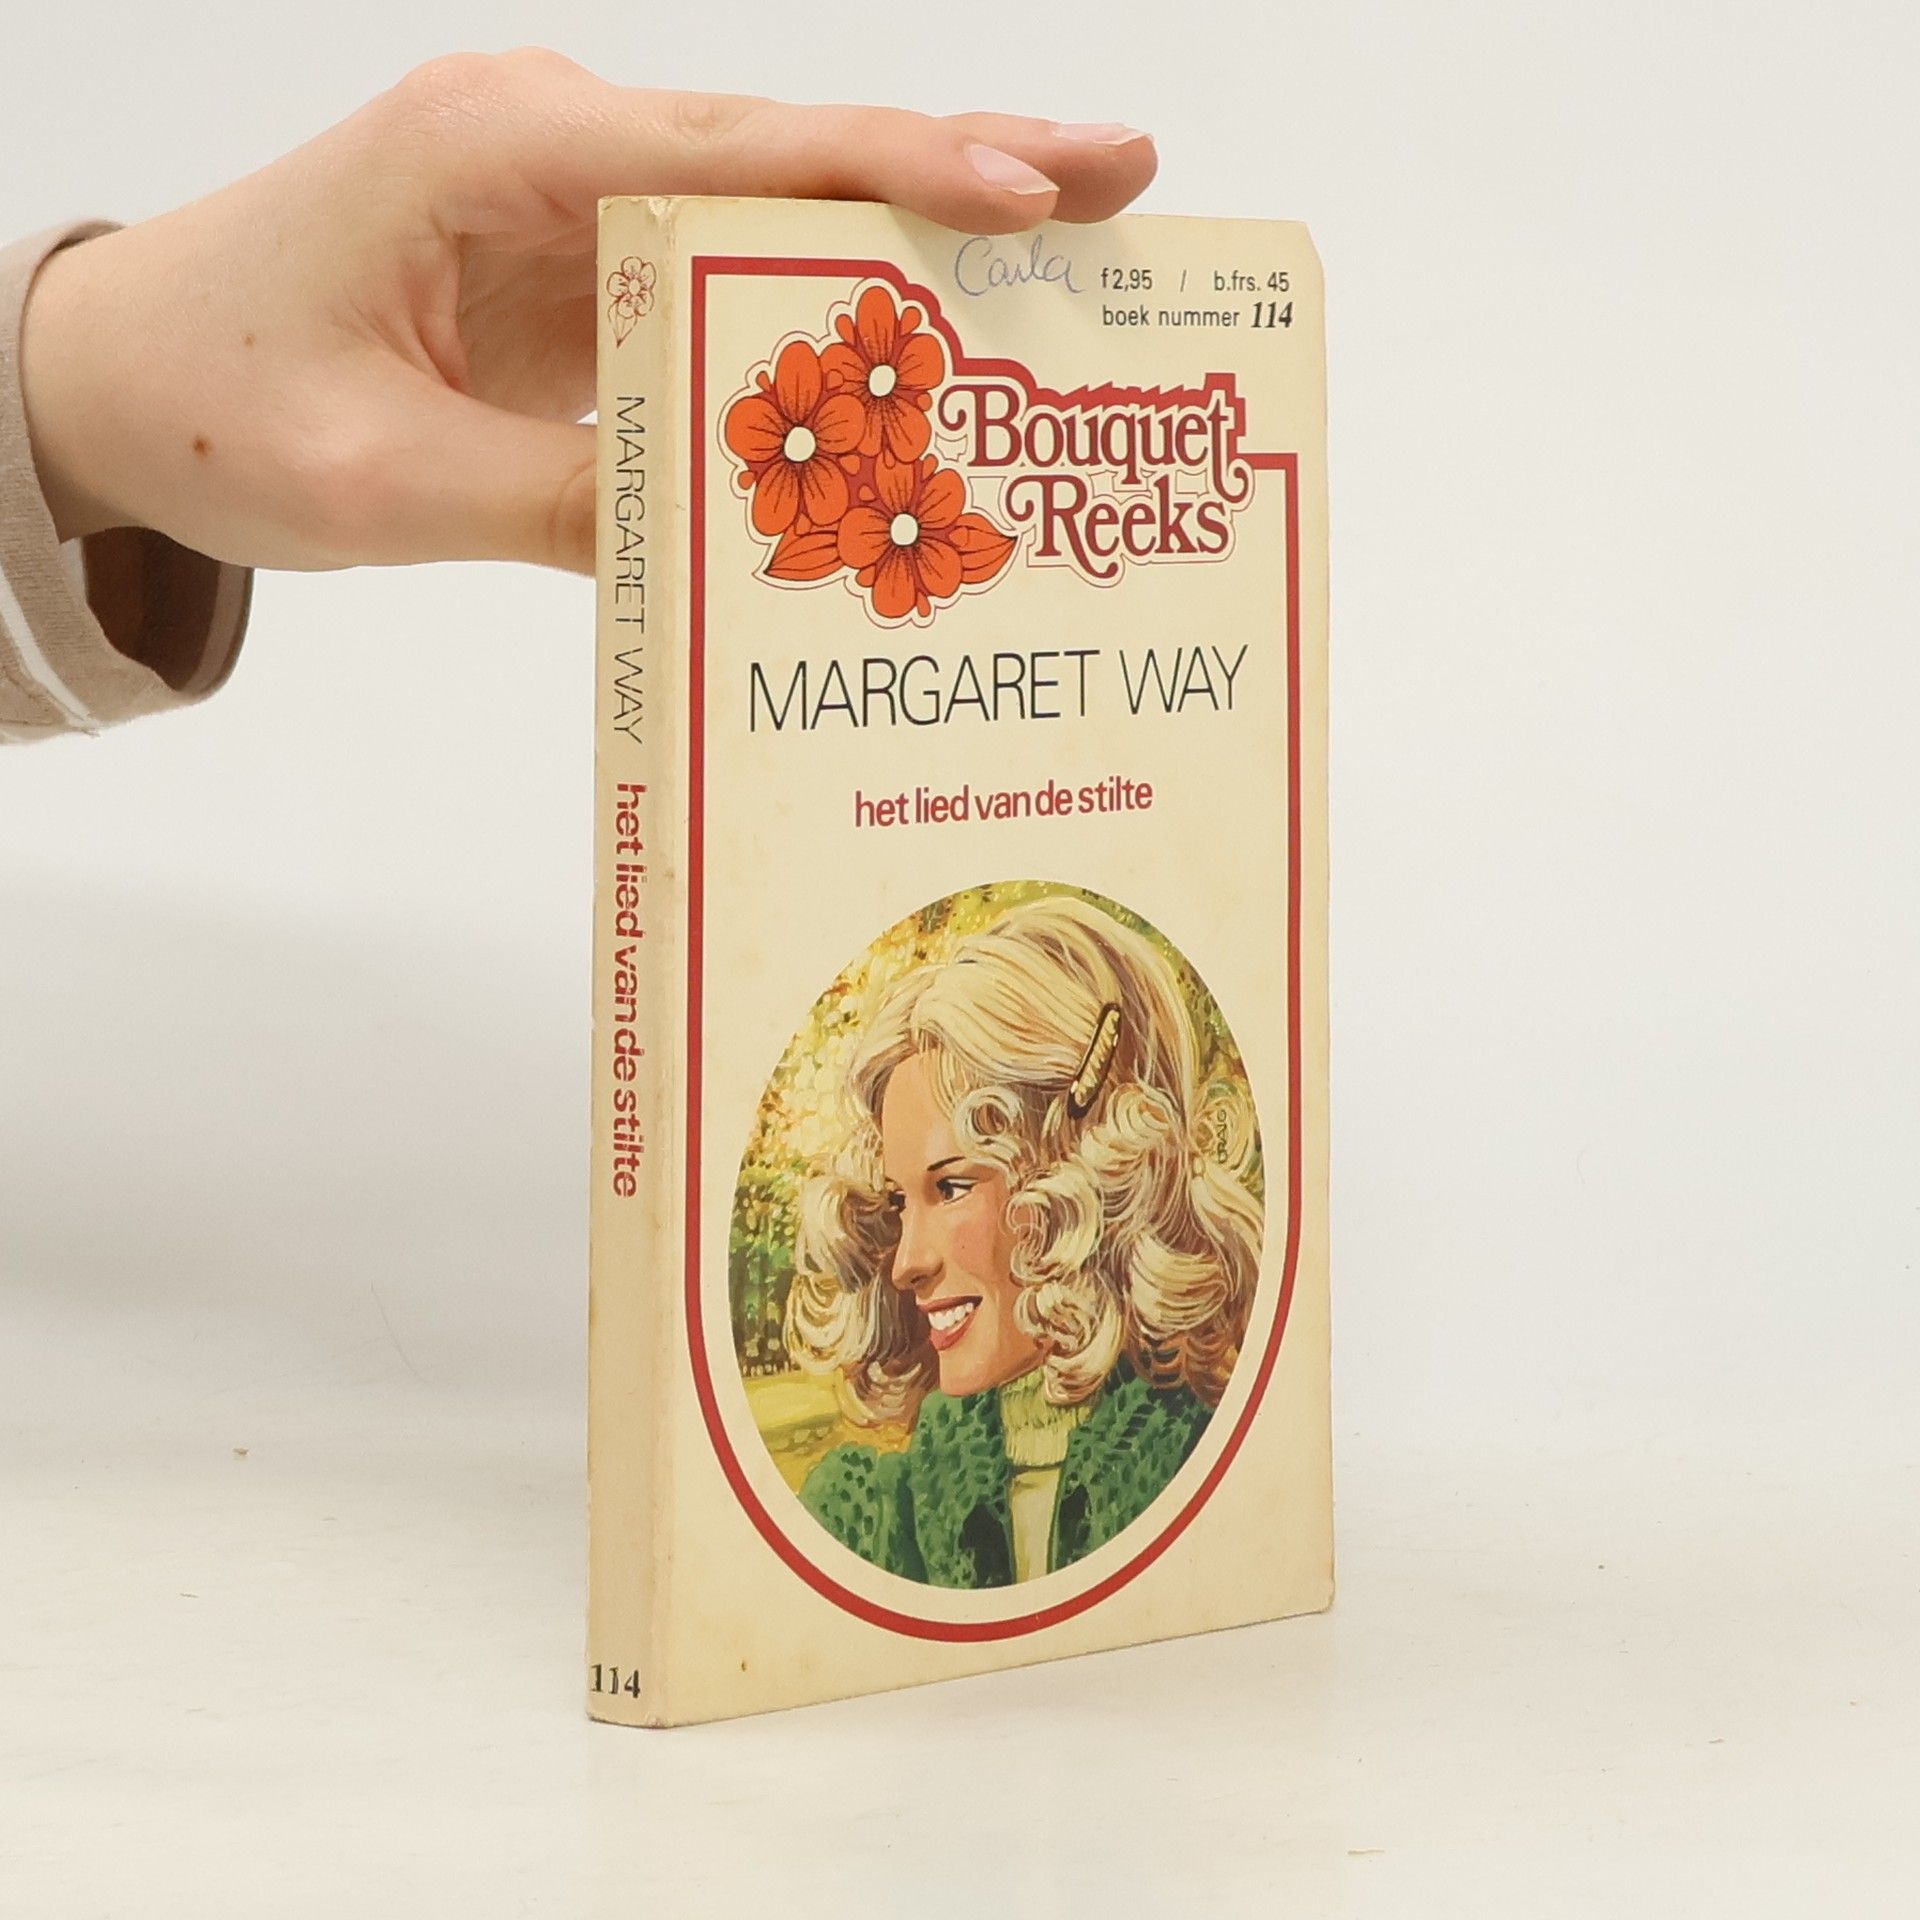 Carla
f 2,95 / b.frs. 45
boek nummer 114
Bouquet
Reeks
MARGARET WAY
het lied van de stilte
CRAIG
MARGARET WAY het lied van de stilte
114